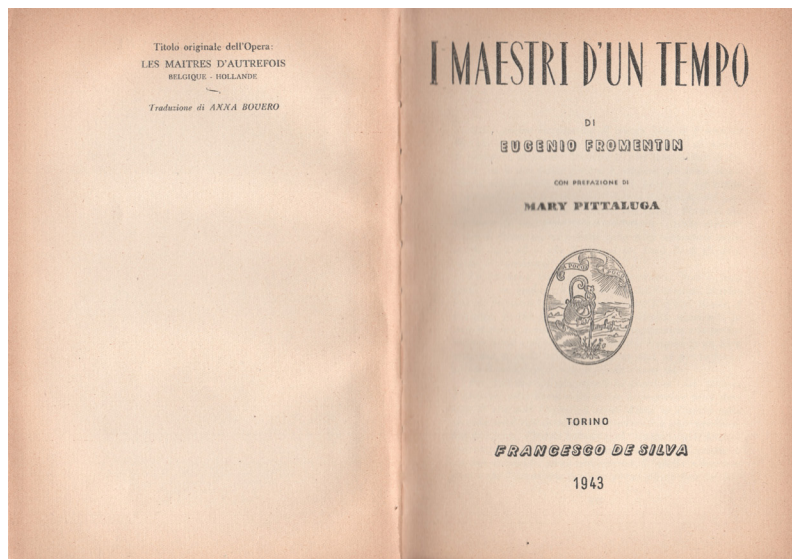 Titolo originale dell'Opera:
LES MAITRES D'AUTREFOIS
BELGIQUE - HOLLANDE
Traduzione di ANNA BOVERO
I MAESTRI D'UN TEMPO
DI
EUGENIO FROMENTIN
CON PREFAZIONE DI
MARY PITTALUGA
TORINO
FRANCESCO DE SILVA
1943